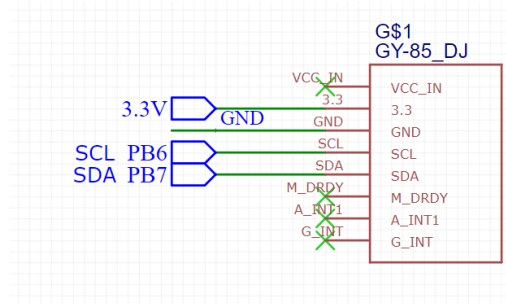 G$1
GY-85_DJ
VCC_IN
VCC_IN
3.3V
3.3
3.3
GND
GND
GND
SCL PB6
SCL
SCL
SDA PB7
SDA
SDA
M_DRDY
M_DRDY
A_INT1
A_INT1
G_INT
G_INT